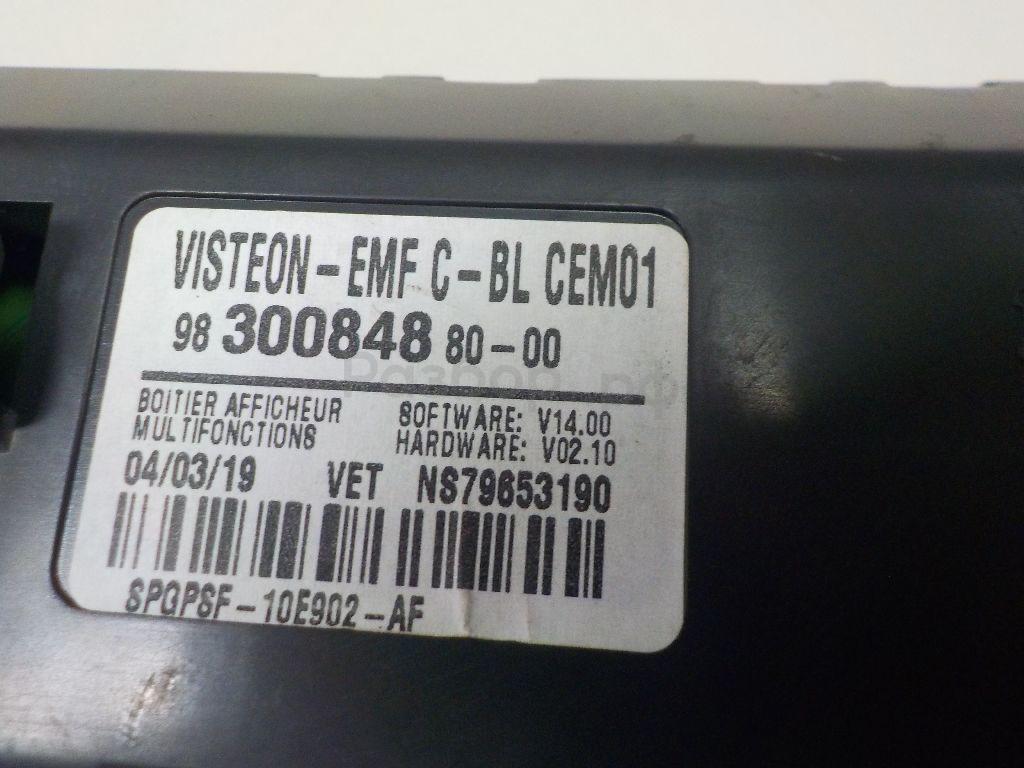 VISTEON-EMF C-BL CEM01
98 300848 80-00
BOITIER AFFICHEUR
MULTIFONCTIONS
SOFTWARE: V14.00
HARDWARE: V02.10
04/03/19 VET NS79653190
SPGPSF-10E902-AF